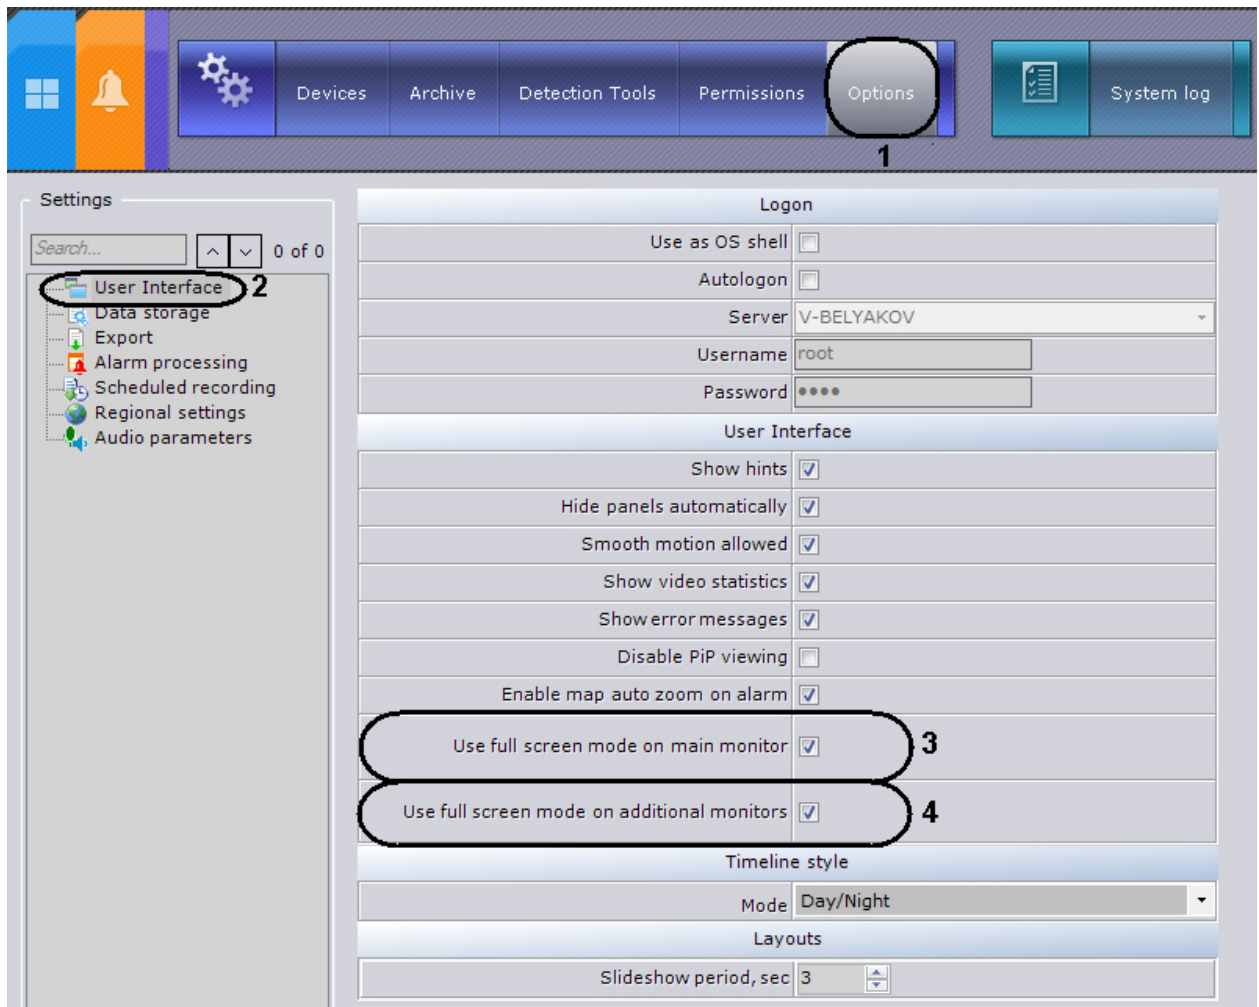 Devices Archive Detection Tools Permissions Options System log
1
Settings
Search... 0 of 0
User Interface 2
Data storage
Export
Alarm processing
Scheduled recording
Regional settings
Audio parameters
Logon
Use as OS shell
Autologon
Server V-BELYAKOV
Username root
Password ••••
User Interface
Show hints
Hide panels automatically
Smooth motion allowed
Show video statistics
Show error messages
Disable PiP viewing
Enable map auto zoom on alarm
Use full screen mode on main monitor 3
Use full screen mode on additional monitors 4
Timeline style
Mode Day/Night
Layouts
Slideshow period, sec 3